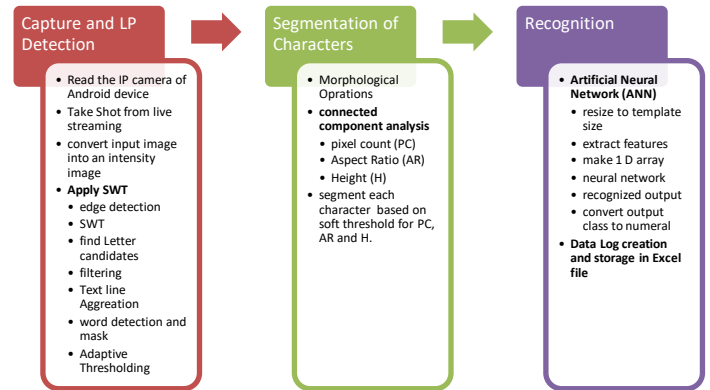 Capture and LP
Detection
• Read the IP camera of
Android device
• Take Shot from live
streaming
• convert input image
into an intensity
image
• Apply SWT
• edge detection
• SWT
• find Letter
candidates
• filtering
• Text line
Aggreation
• word detection and
mask
• Adaptive
Thresholding
Segmentation of
Characters
• Morphological
Oprations
• connected
component analysis
• pixel count (PC)
• Aspect Ratio (AR)
• Height (H)
• segment each
character based on
soft threshold for PC,
AR and H.
Recognition
• Artificial Neural
Network (ANN)
• resize to template
size
• extract features
• make 1 D array
• neural network
• recognized output
• convert output
class to numeral
• Data Log creation
and storage in Excel
file